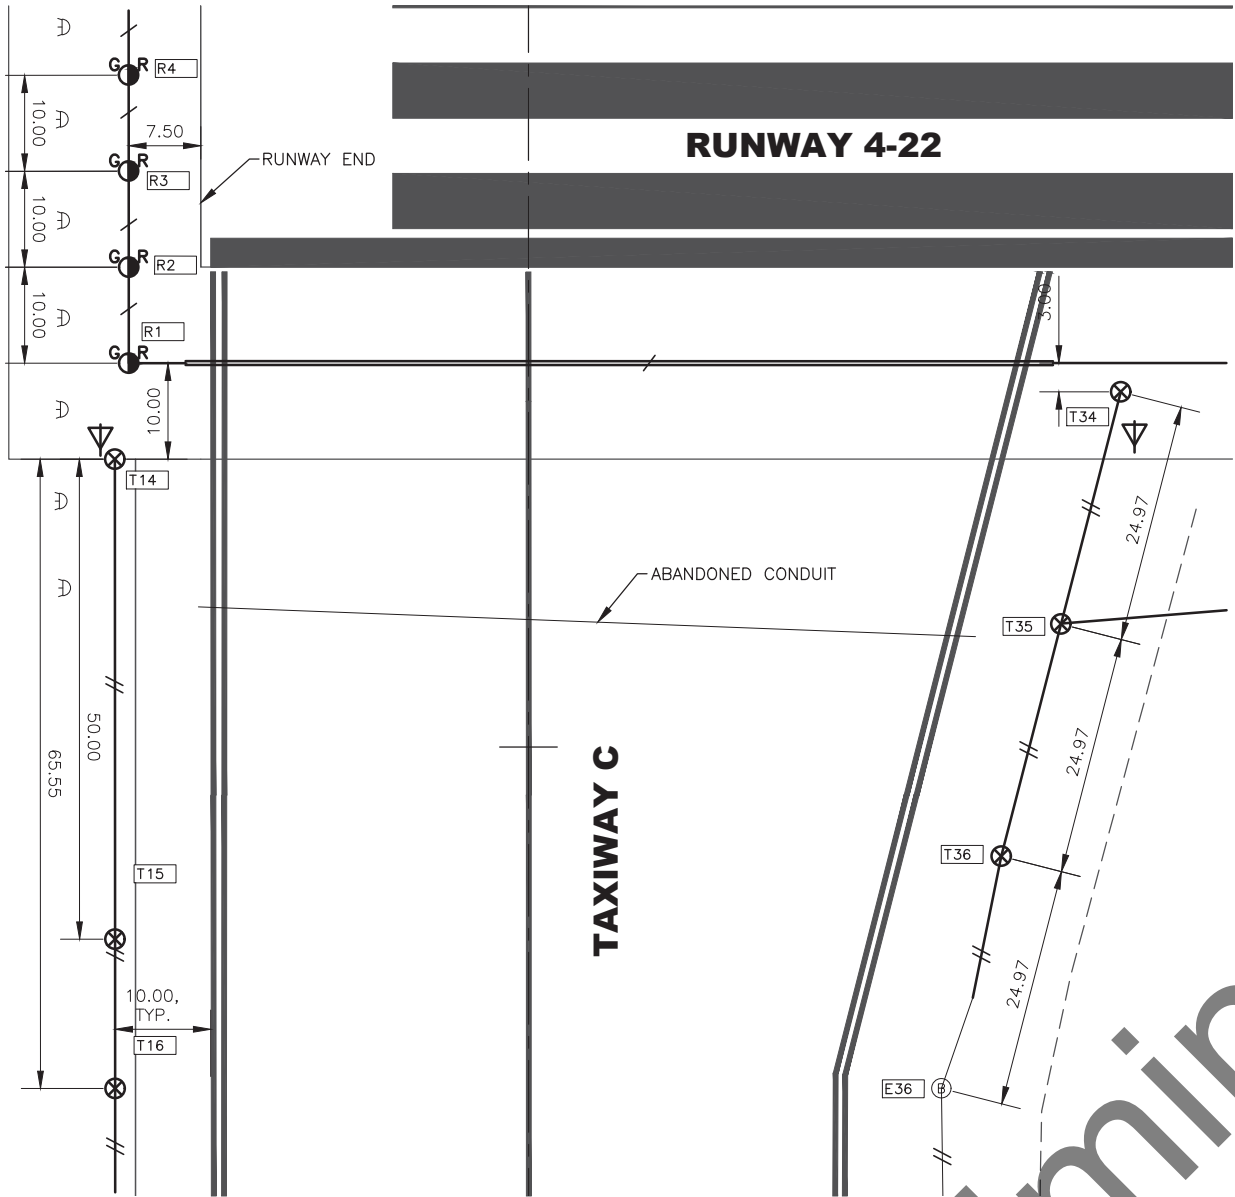 G R R4
10.00
7.50
RUNWAY 4-22
RUNWAY END
G R
R3
10.00
G R R2
10.00
R1
G R
3.00
10.00
T34
T14
24.97
ABANDONED CONDUIT
T35
50.00
65.55
24.97
TAXIWAY C
T36
T15
24.97
10.00,
TYP.
T16
E36 B